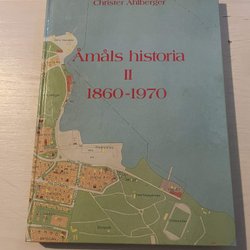 Christer Ahlberger
Åmåls historia
II
1860-1970